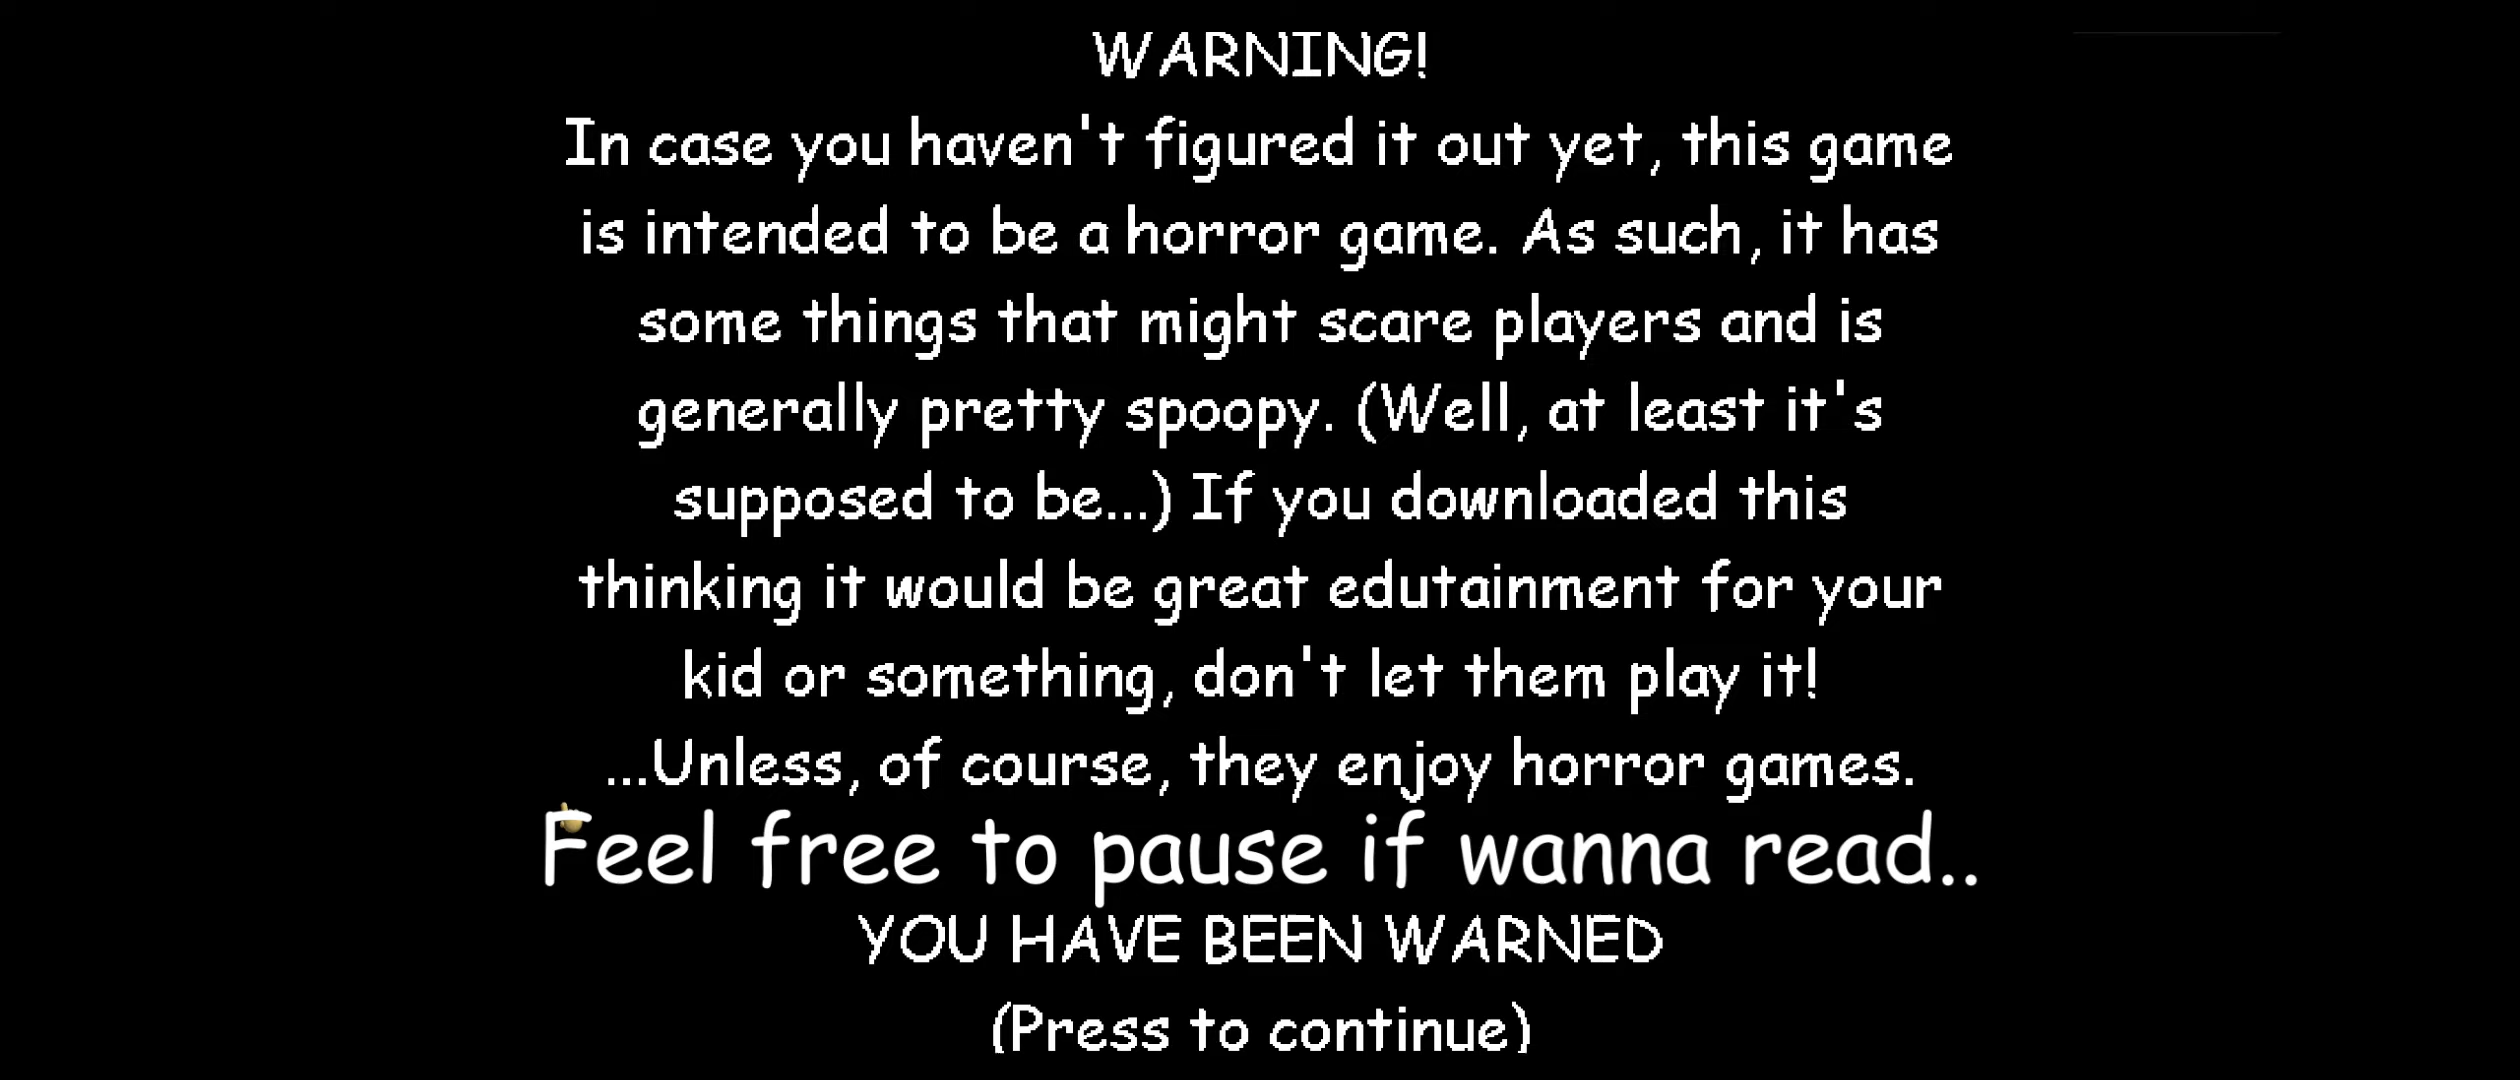 WARNING!
In case you haven't figured it out yet, this game
is intended to be a horror game. As such, it has
some things that might scare players and is
generally pretty spoopy. (Well, at least it's
supposed to be...) If you downloaded this
thinking it would be great edutainment for your
kid or something, don't let them play it!
...Unless, of course, they enjoy horror games.
Feel free to pause if wanna read..
YOU HAVE BEEN WARNED
(Press to continue)